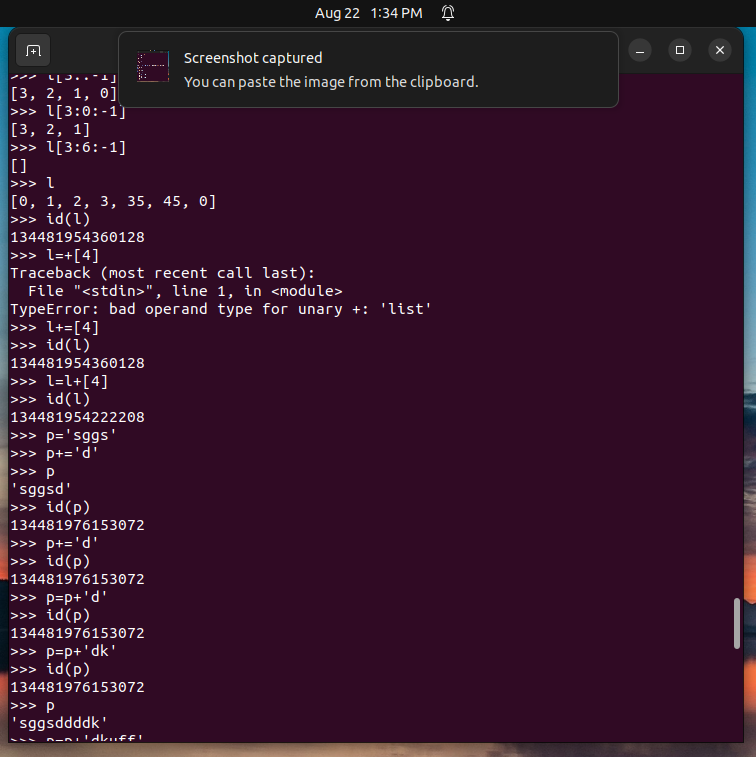 Aug 22 1:34 PM
Screenshot captured
You can paste the image from the clipboard.
>>> l[3::-1]
[3, 2, 1, 0]
>>> l[3:0:-1]
[3, 2, 1]
>>> l[3:6:-1]
[]
>>> l
[0, 1, 2, 3, 35, 45, 0]
>>> id(l)
134481954360128
>>> l=+[4]
Traceback (most recent call last):
  File "<stdin>", line 1, in <module>
TypeError: bad operand type for unary +: 'list'
>>> l+=[4]
>>> id(l)
134481954360128
>>> l=l+[4]
>>> id(l)
134481954222208
>>> p='sggs'
>>> p+='d'
>>> p
'sggsd'
>>> id(p)
134481976153072
>>> p+='d'
>>> id(p)
134481976153072
>>> p=p+'d'
>>> id(p)
134481976153072
>>> p=p+'dk'
>>> id(p)
134481976153072
>>> p
'sggsddddk'
>>> p=p+'dkuff'